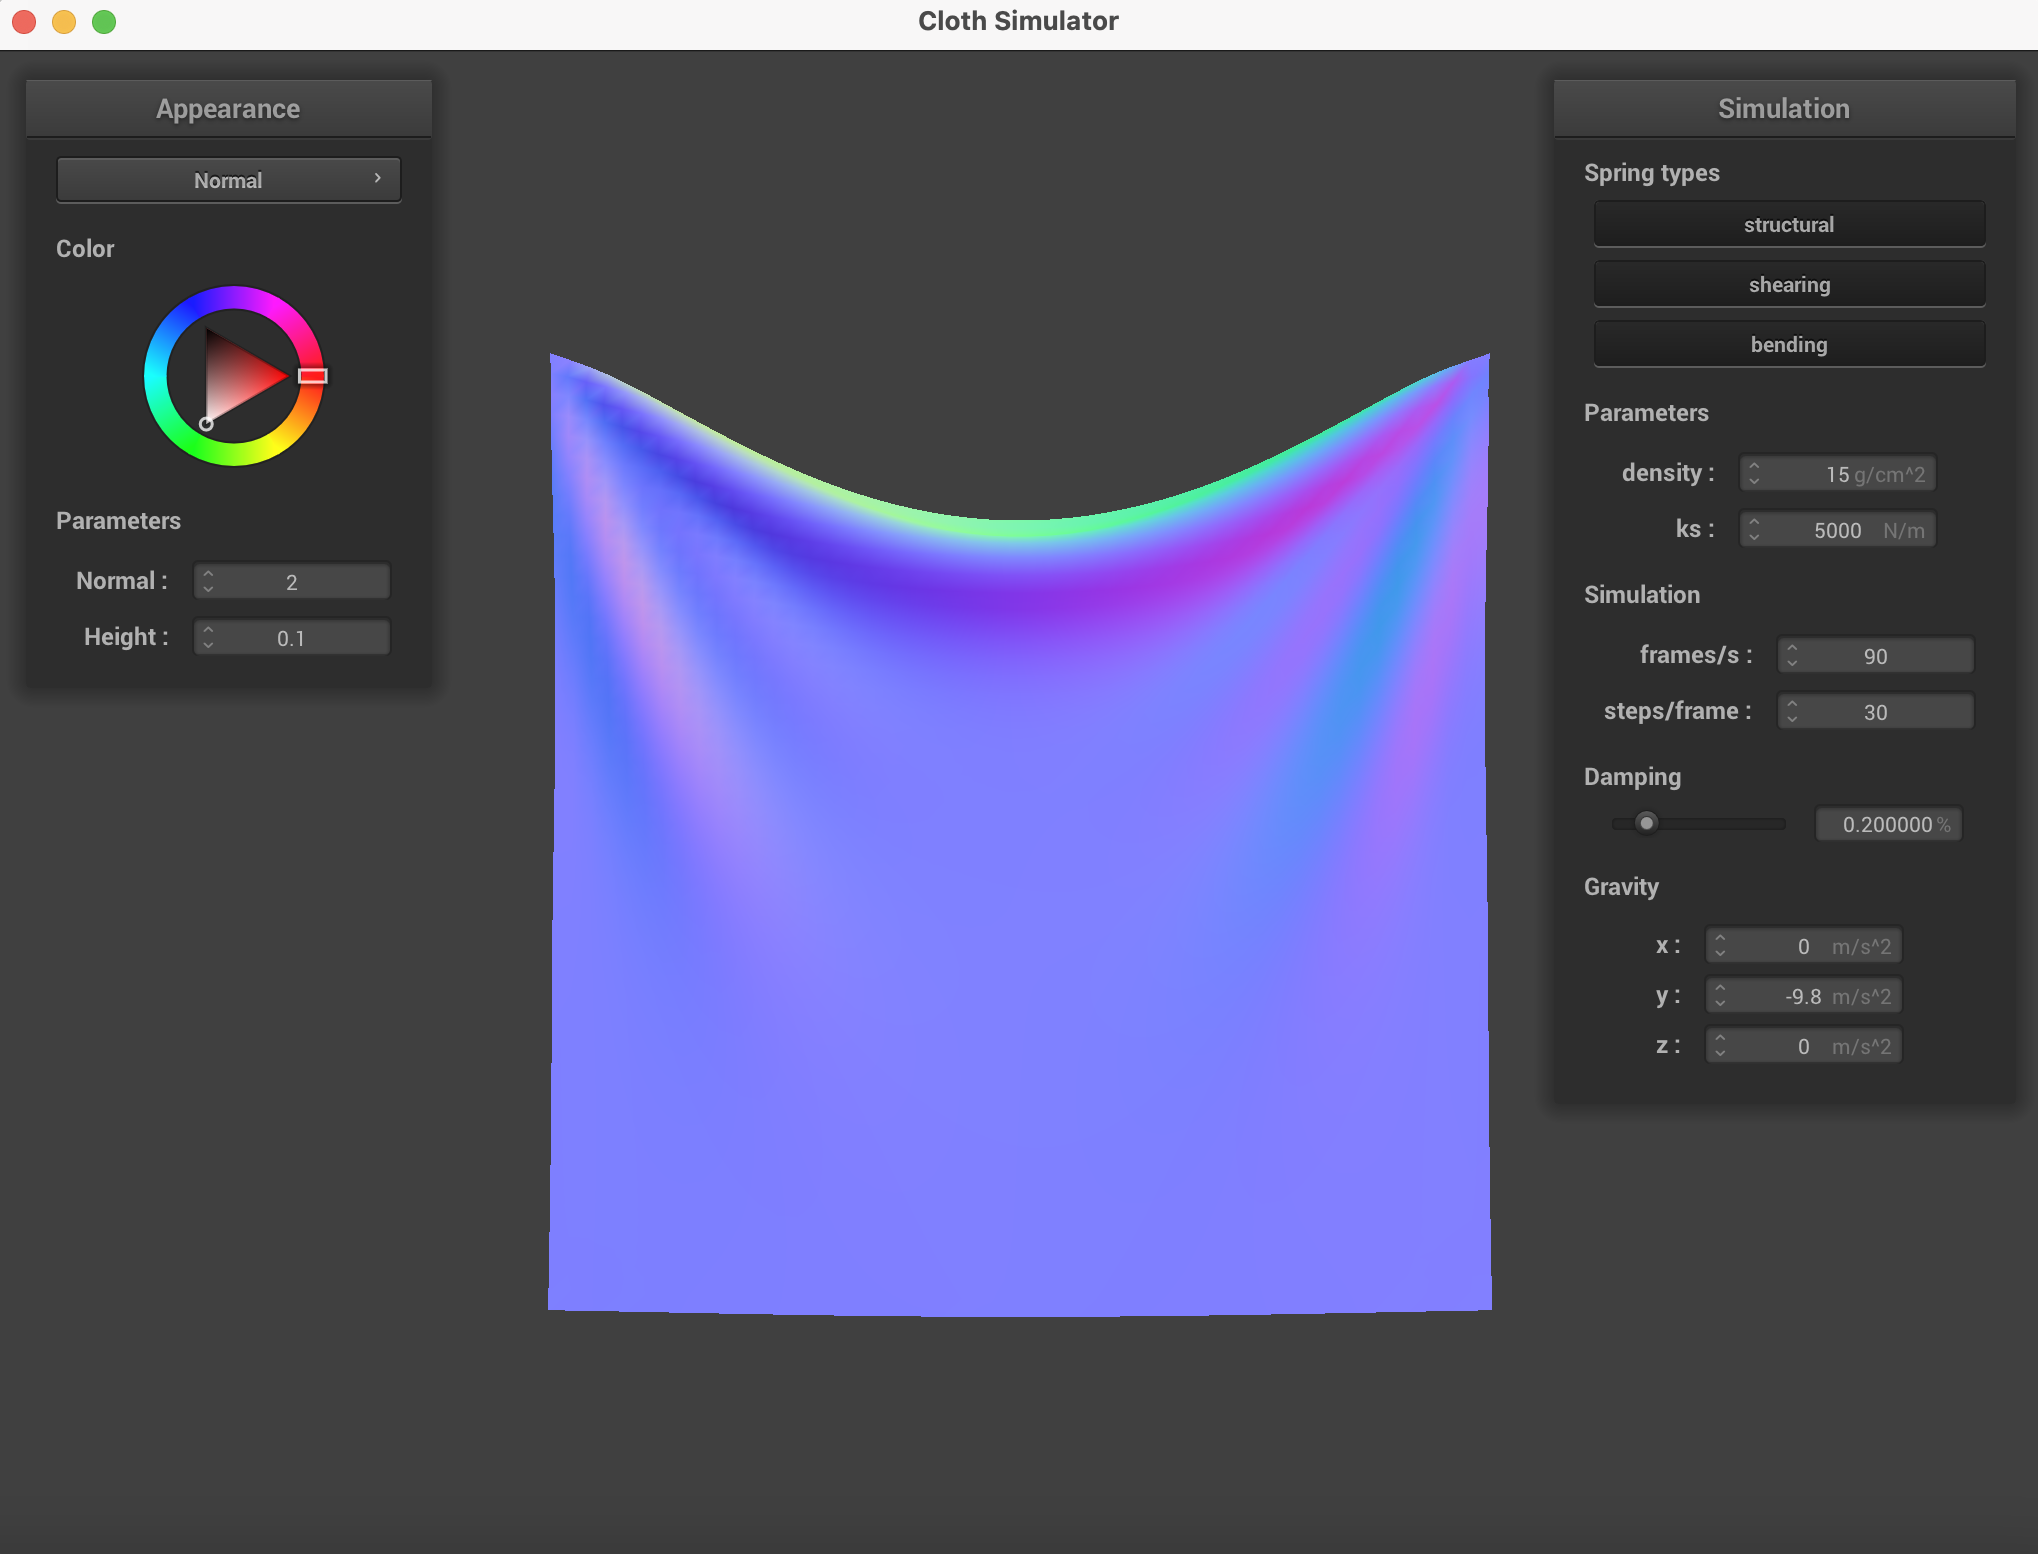 Cloth Simulator
Appearance
Normal
Color
Parameters
Normal : 2
Height : 0.1
Simulation
Spring types
structural
shearing
bending
Parameters
density : 15 g/cm^2
ks : 5000 N/m
Simulation
frames/s : 90
steps/frame : 30
Damping
0.200000 %
Gravity
x : 0 m/s^2
y : -9.8 m/s^2
z : 0 m/s^2